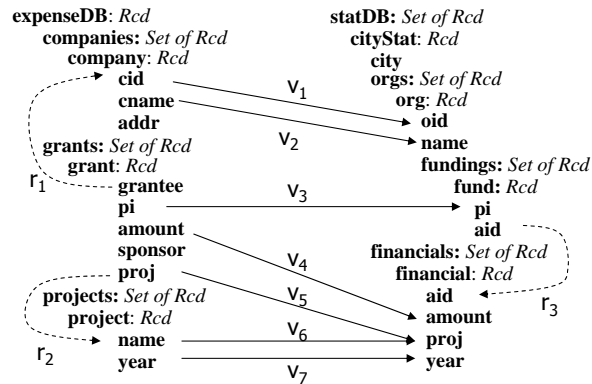 expenseDB: Rcd
companies: Set of Rcd
company: Rcd
cid
cname
addr
grants: Set of Rcd
grant: Rcd
grantee
pi
amount
sponsor
proj
projects: Set of Rcd
project: Rcd
name
year
r1
r2
v1
v2
v3
v4
v5
v6
v7
statDB: Set of Rcd
cityStat: Rcd
city
orgs: Set of Rcd
org: Rcd
oid
name
fundings: Set of Rcd
fund: Rcd
pi
aid
financials: Set of Rcd
financial: Rcd
aid
amount
proj
year
r3